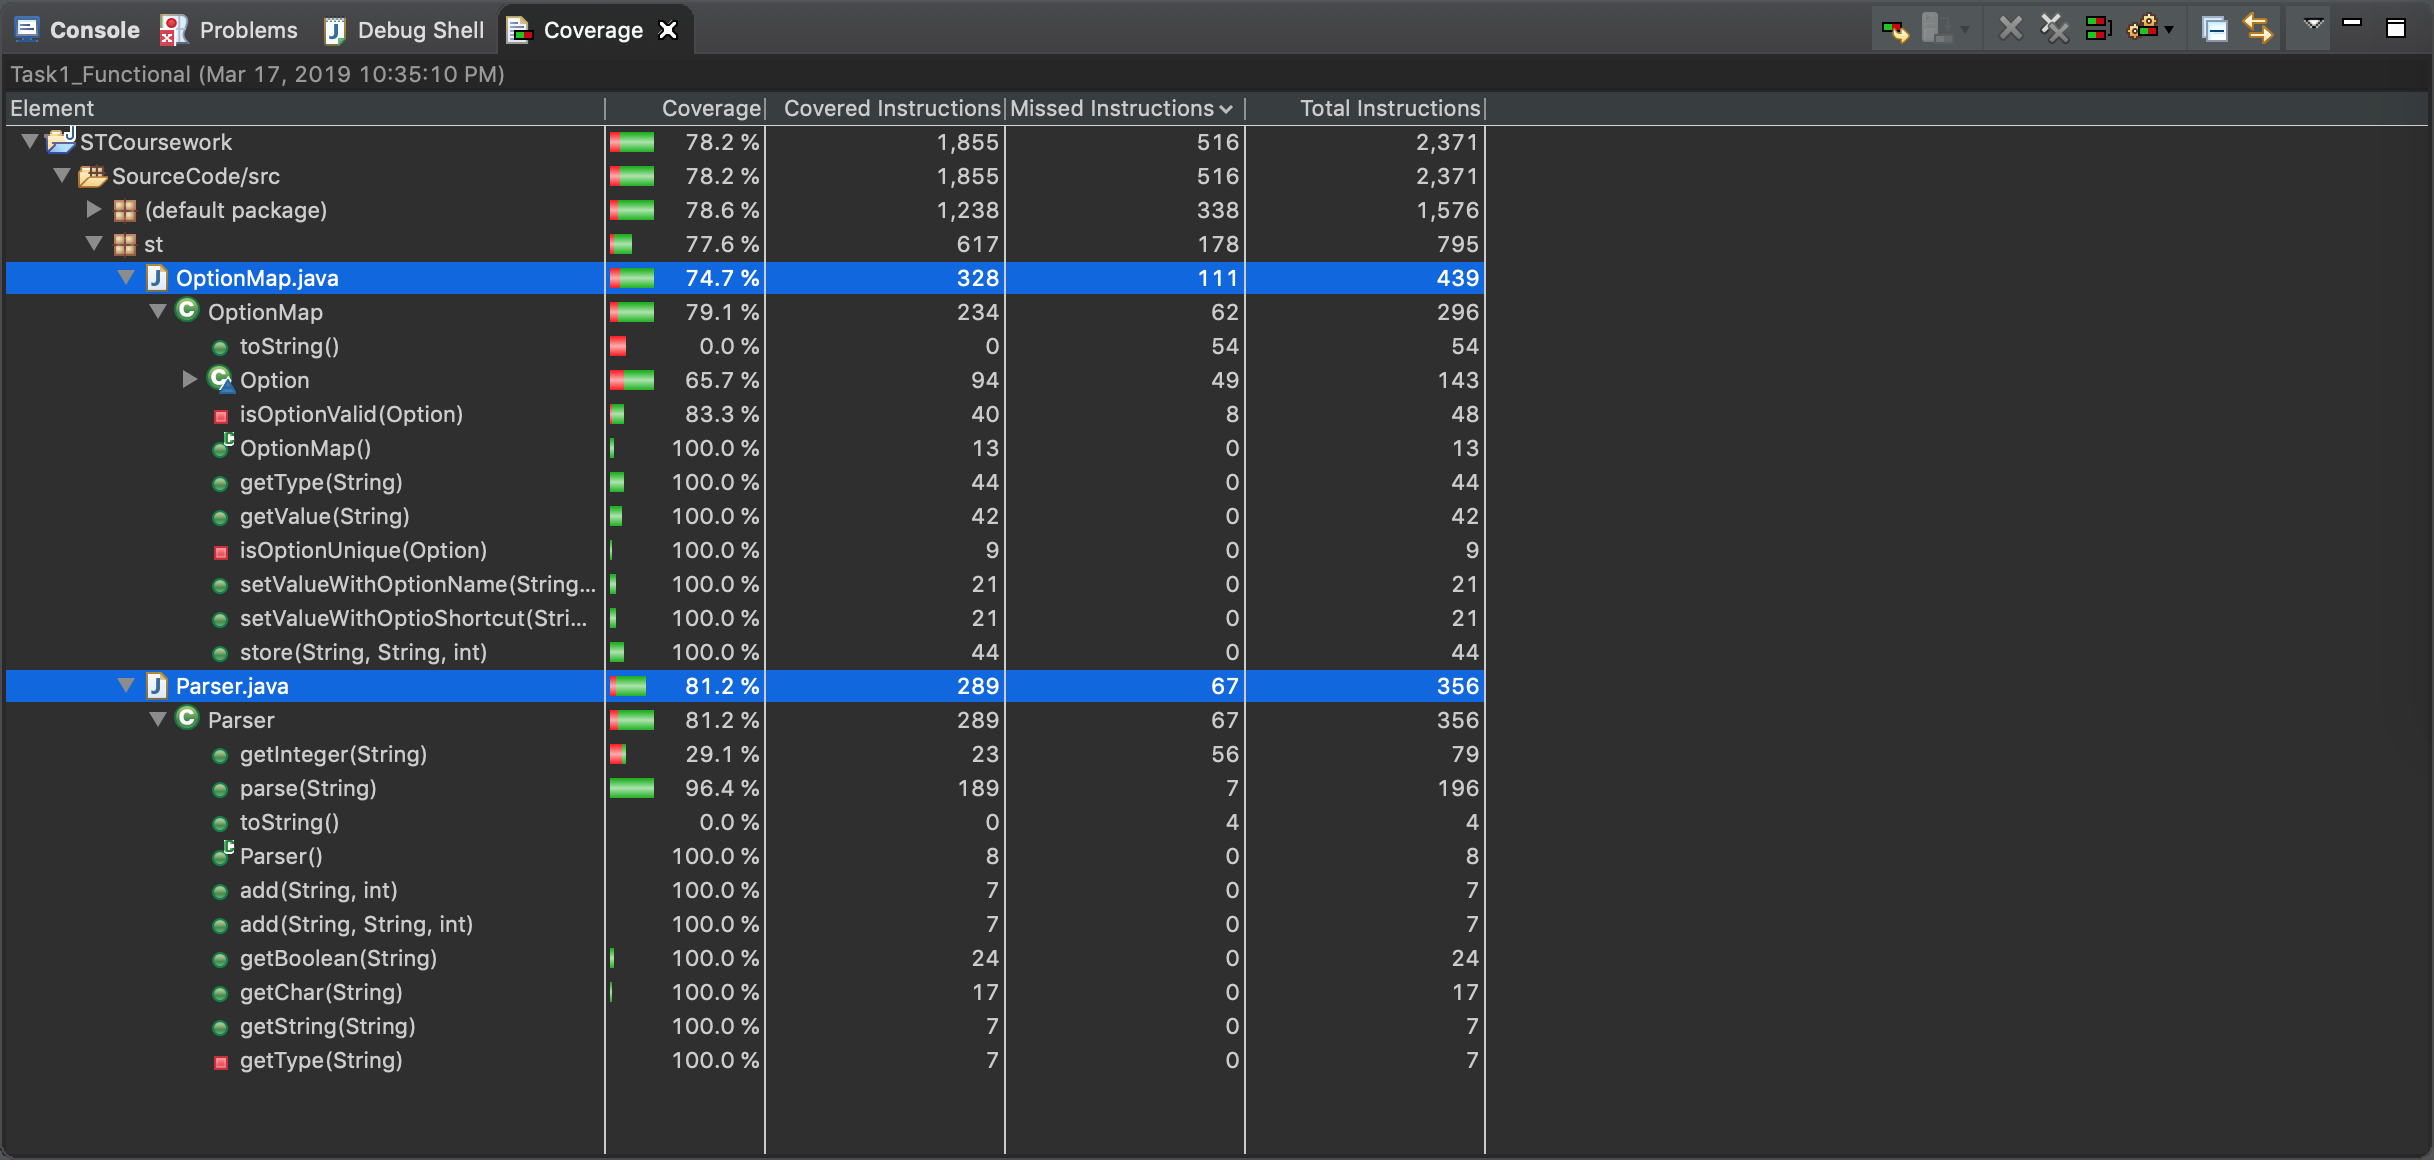 Console Problems Debug Shell Coverage
Task1_Functional (Mar 17, 2019 10:35:10 PM)
Element Coverage Covered Instructions Missed Instructions Total Instructions
STCoursework 78.2 % 1,855 516 2,371
SourceCode/src 78.2 % 1,855 516 2,371
(default package) 78.6 % 1,238 338 1,576
st 77.6 % 617 178 795
OptionMap.java 74.7 % 328 111 439
OptionMap 79.1 % 234 62 296
toString() 0.0 % 0 54 54
Option 65.7 % 94 49 143
isOptionValid(Option) 83.3 % 40 8 48
OptionMap() 100.0 % 13 0 13
getType(String) 100.0 % 44 0 44
getValue(String) 100.0 % 42 0 42
isOptionUnique(Option) 100.0 % 9 0 9
setValueWithOptionName(String... 100.0 % 21 0 21
setValueWithOptioShortcut(Stri... 100.0 % 21 0 21
store(String, String, int) 100.0 % 44 0 44
Parser.java 81.2 % 289 67 356
Parser 81.2 % 289 67 356
getInteger(String) 29.1 % 23 56 79
parse(String) 96.4 % 189 7 196
toString() 0.0 % 0 4 4
Parser() 100.0 % 8 0 8
add(String, int) 100.0 % 7 0 7
add(String, String, int) 100.0 % 7 0 7
getBoolean(String) 100.0 % 24 0 24
getChar(String) 100.0 % 17 0 17
getString(String) 100.0 % 7 0 7
getType(String) 100.0 % 7 0 7